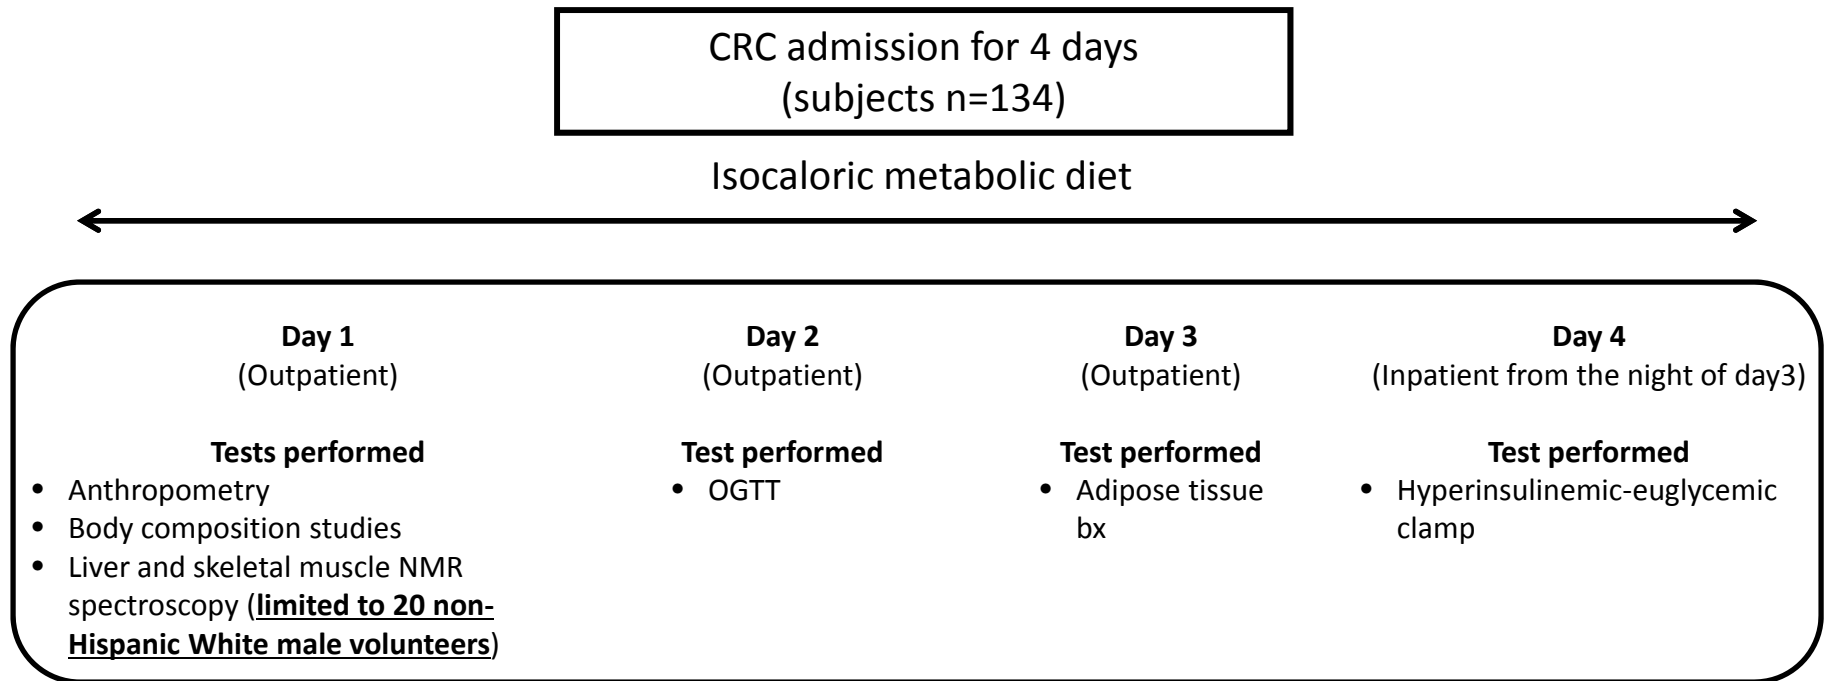 CRC admission for 4 days
(subjects n=134)
Isocaloric metabolic diet
Day 1
(Outpatient)
Tests performed
• Anthropometry
• Body composition studies
• Liver and skeletal muscle NMR
spectroscopy (limited to 20 non-
Hispanic White male volunteers)
Day 2
(Outpatient)
Test performed
• OGTT
Day 3
(Outpatient)
Test performed
• Adipose tissue
bx
Day 4
(Inpatient from the night of day3)
Test performed
• Hyperinsulinemic-euglycemic
clamp